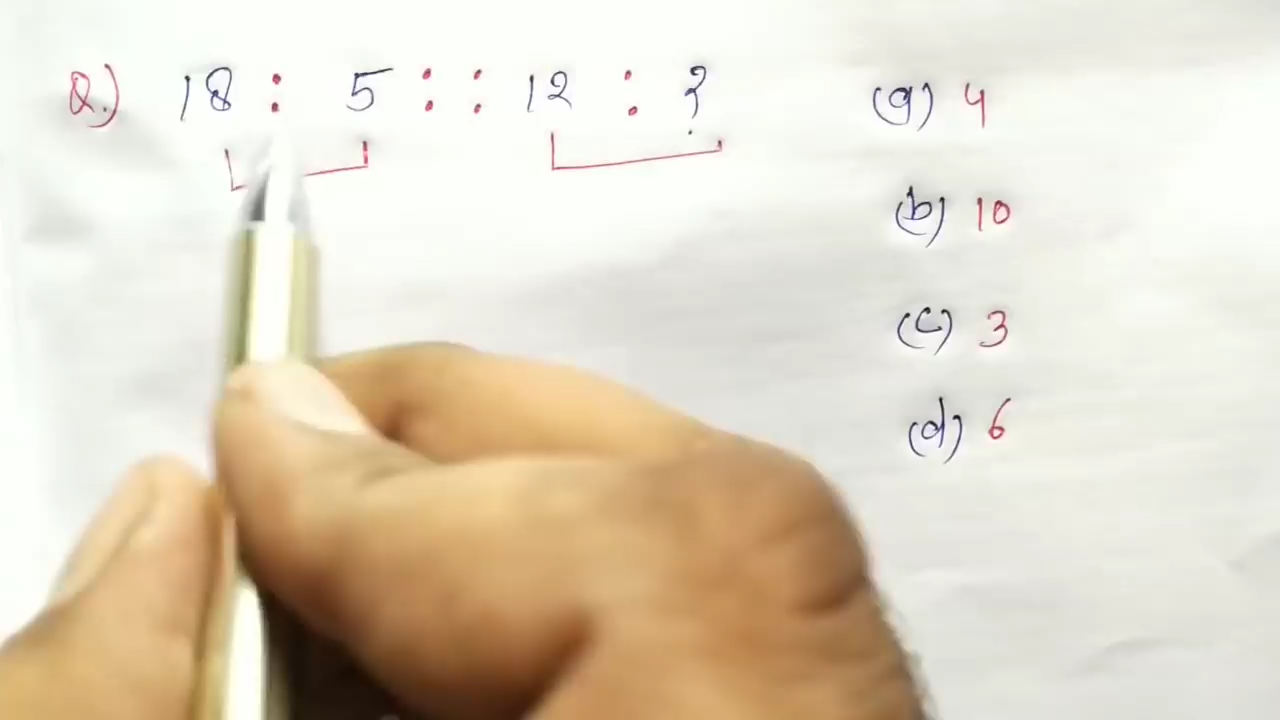 Q.) 18 : 5 : : 12 : ?
(a) 4
(b) 10
(c) 3
(d) 6